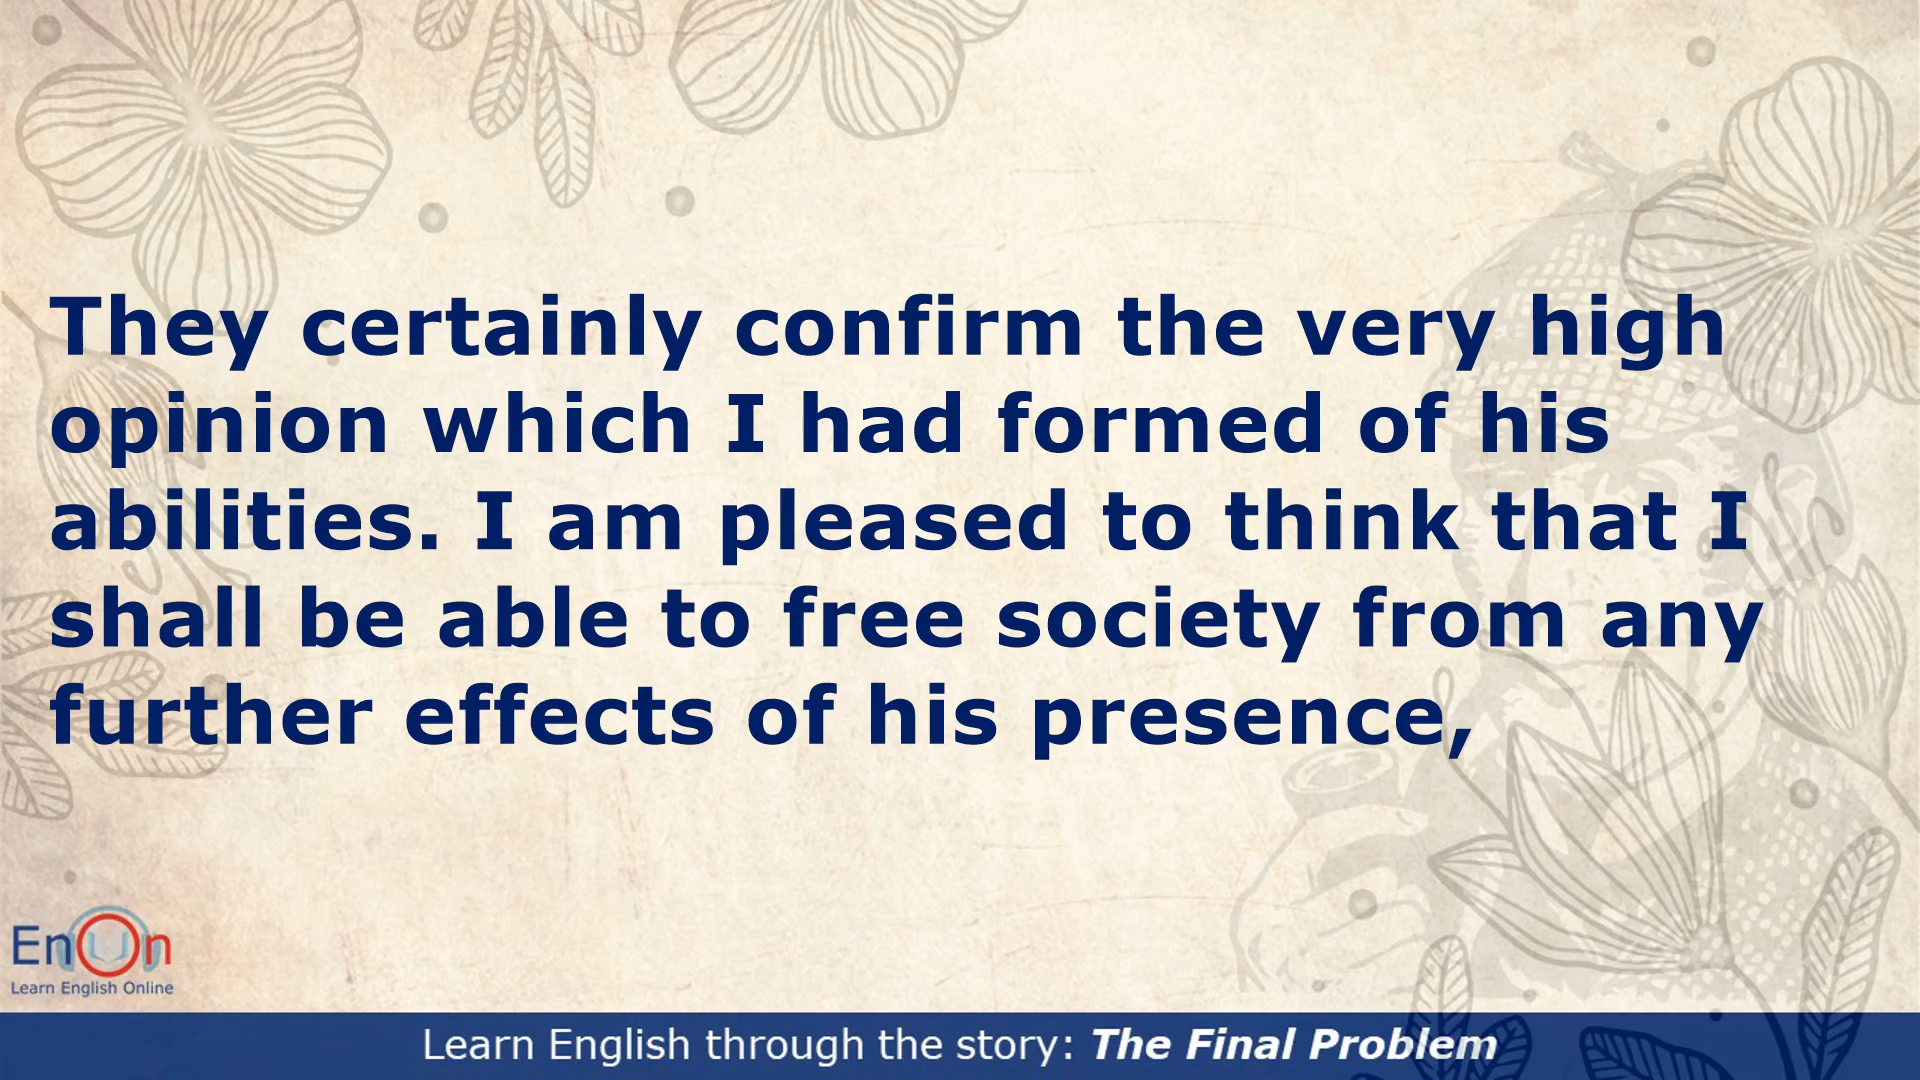 They certainly confirm the very high
opinion which I had formed of his
abilities. I am pleased to think that I
shall be able to free society from any
further effects of his presence,
EnOn
Learn English Online
Learn English through the story: The Final Problem